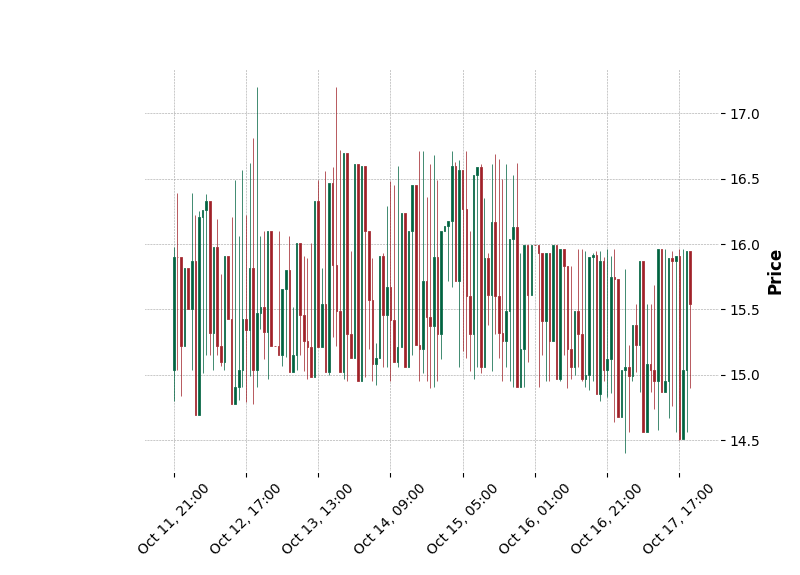 17.0
16.5
16.0
15.5
15.0
14.5
Price
Oct 11, 21:00
Oct 12, 17:00
Oct 13, 13:00
Oct 14, 09:00
Oct 15, 05:00
Oct 16, 01:00
Oct 16, 21:00
Oct 17, 17:00